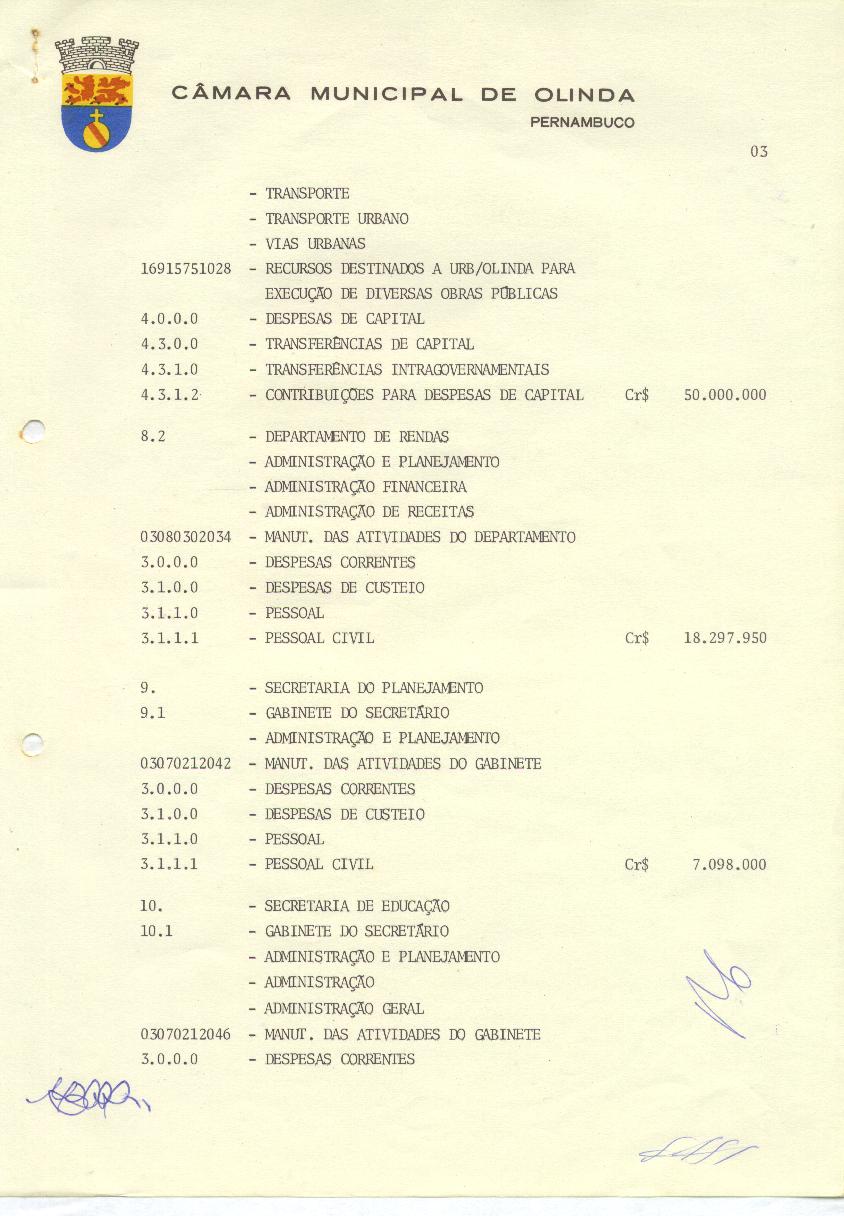 CÂMARA MUNICIPAL DE OLINDA
PERNAMBUCO
03
- TRANSPORTE
- TRANSPORTE URBANO
- VIAS URBANAS
16915751028 - RECURSOS DESTINADOS A URB/OLINDA PARA
EXECUÇÃO DE DIVERSAS OBRAS PÚBLICAS
4.0.0.0 - DESPESAS DE CAPITAL
4.3.0.0 - TRANSFERÊNCIAS DE CAPITAL
4.3.1.0 - TRANSFERÊNCIAS INTRAGOVERNAMENTAIS
4.3.1.2 - CONTRIBUIÇÕES PARA DESPESAS DE CAPITAL Cr$ 50.000.000
8.2 - DEPARTAMENTO DE RENDAS
- ADMINISTRAÇÃO E PLANEJAMENTO
- ADMINISTRAÇÃO FINANCEIRA
- ADMINISTRAÇÃO DE RECEITAS
03080302034 - MANUT. DAS ATIVIDADES DO DEPARTAMENTO
3.0.0.0 - DESPESAS CORRENTES
3.1.0.0 - DESPESAS DE CUSTEIO
3.1.1.0 - PESSOAL
3.1.1.1 - PESSOAL CIVIL Cr$ 18.297.950
9. - SECRETARIA DO PLANEJAMENTO
9.1 - GABINETE DO SECRETÁRIO
- ADMINISTRAÇÃO E PLANEJAMENTO
03070212042 - MANUT. DAS ATIVIDADES DO GABINETE
3.0.0.0 - DESPESAS CORRENTES
3.1.0.0 - DESPESAS DE CUSTEIO
3.1.1.0 - PESSOAL
3.1.1.1 - PESSOAL CIVIL Cr$ 7.098.000
10. - SECRETARIA DE EDUCAÇÃO
10.1 - GABINETE DO SECRETÁRIO
- ADMINISTRAÇÃO E PLANEJAMENTO
- ADMINISTRAÇÃO
- ADMINISTRAÇÃO GERAL
03070212046 - MANUT. DAS ATIVIDADES DO GABINETE
3.0.0.0 - DESPESAS CORRENTES